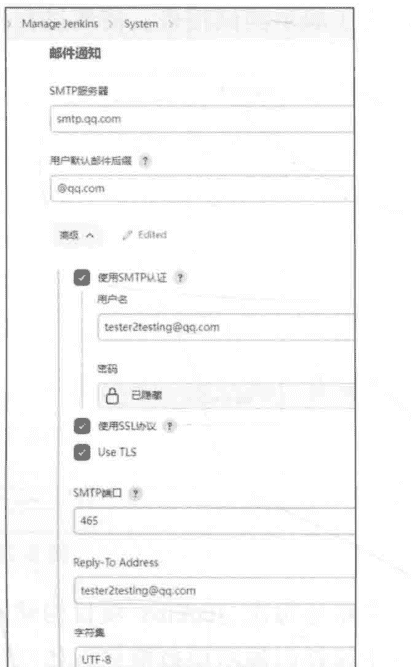 Manage Jenkins > System >
邮件通知
SMTP服务器
smtp.qq.com
用户默认邮件后缀 ?
@qq.com
高级 Edited
使用SMTP认证 ?
用户名
tester2testing@qq.com
密码
已隐藏
使用SSL协议 ?
Use TLS
SMTP端口 ?
465
Reply-To Address
tester2testing@qq.com
字符集
UTF-8